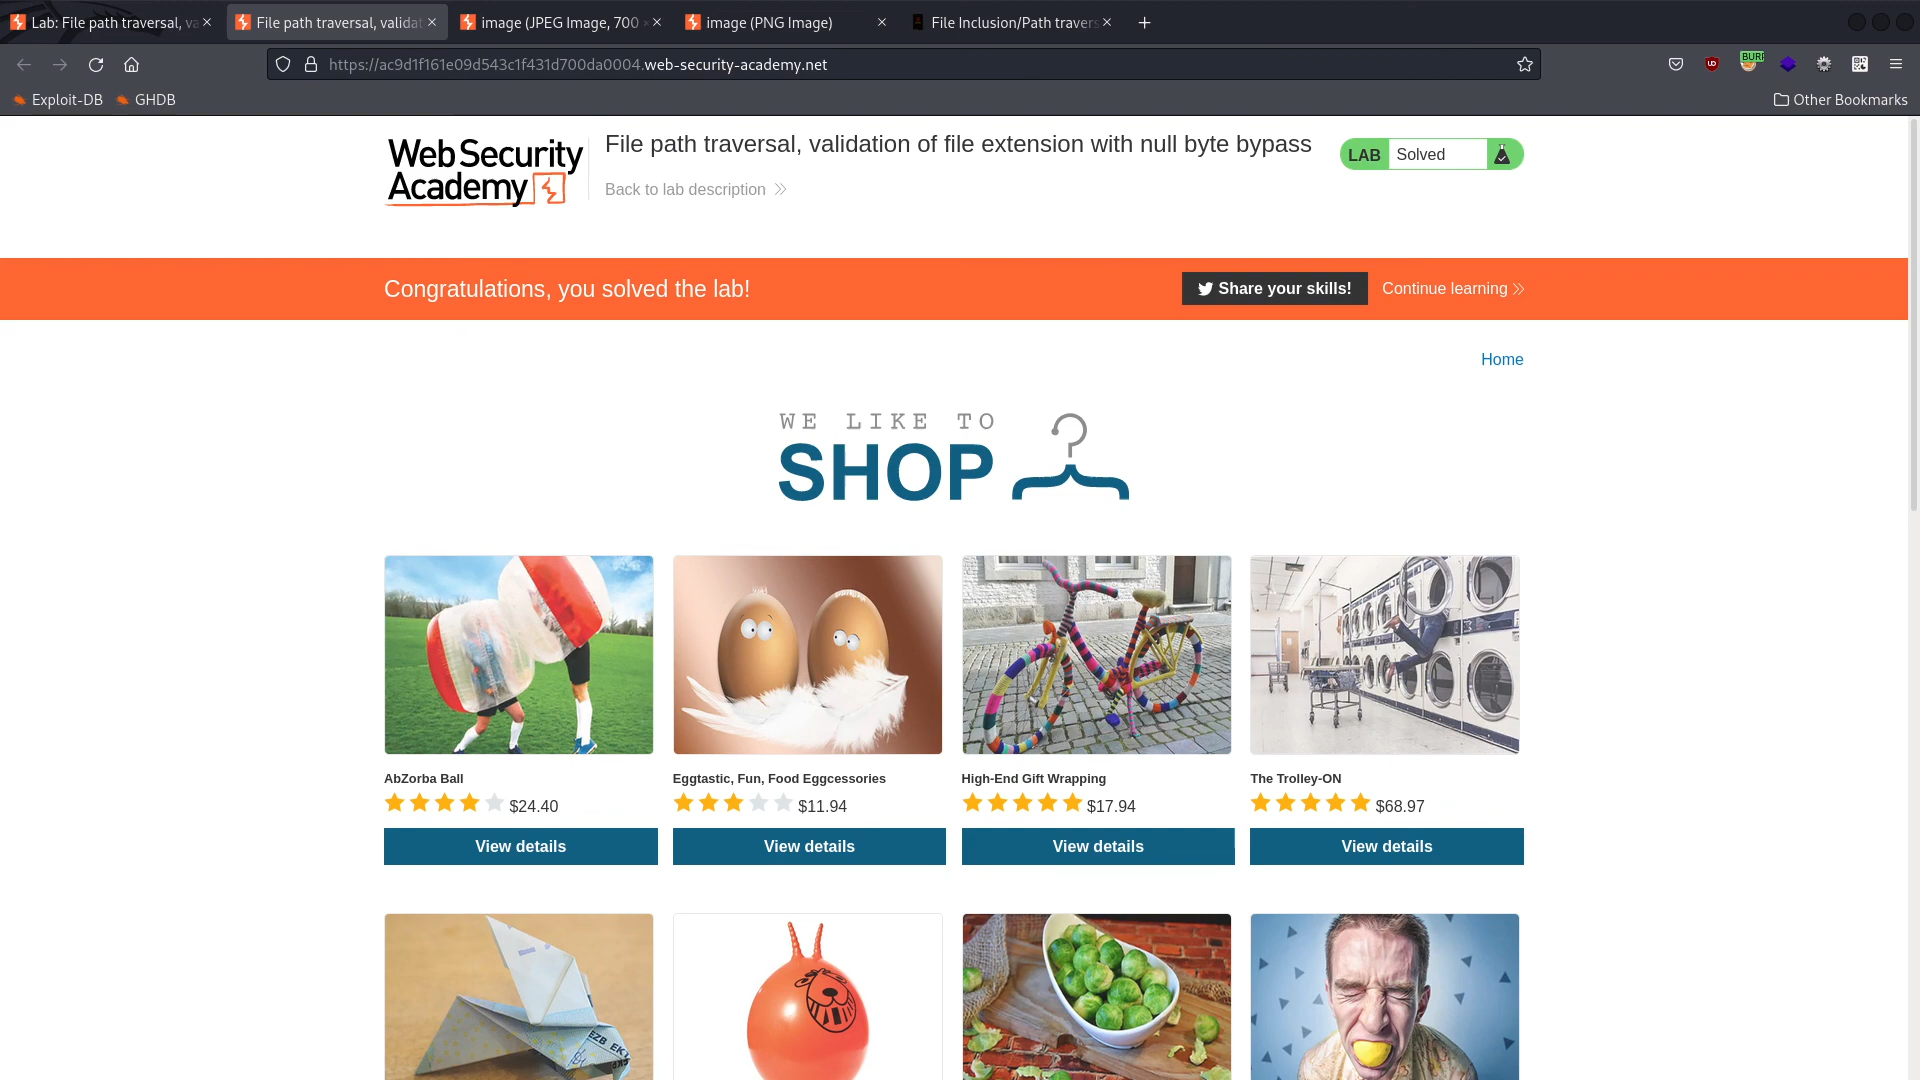 Lab: File path traversal, va
File path traversal, validat
image (JPEG Image, 700
image (PNG Image)
File Inclusion/Path travers
https://ac9d1f161e09d543c1f431d700da0004.web-security-academy.net
BURP
Exploit-DB
GHDB
Other Bookmarks
Web Security
Academy
File path traversal, validation of file extension with null byte bypass
LAB Solved
Back to lab description
Congratulations, you solved the lab!
Share your skills!
Continue learning
Home
WE LIKE TO
SHOP
AbZorba Ball
Eggtastic, Fun, Food Eggcessories
High-End Gift Wrapping
The Trolley-ON
$24.40
$11.94
$17.94
$68.97
View details
View details
View details
View details